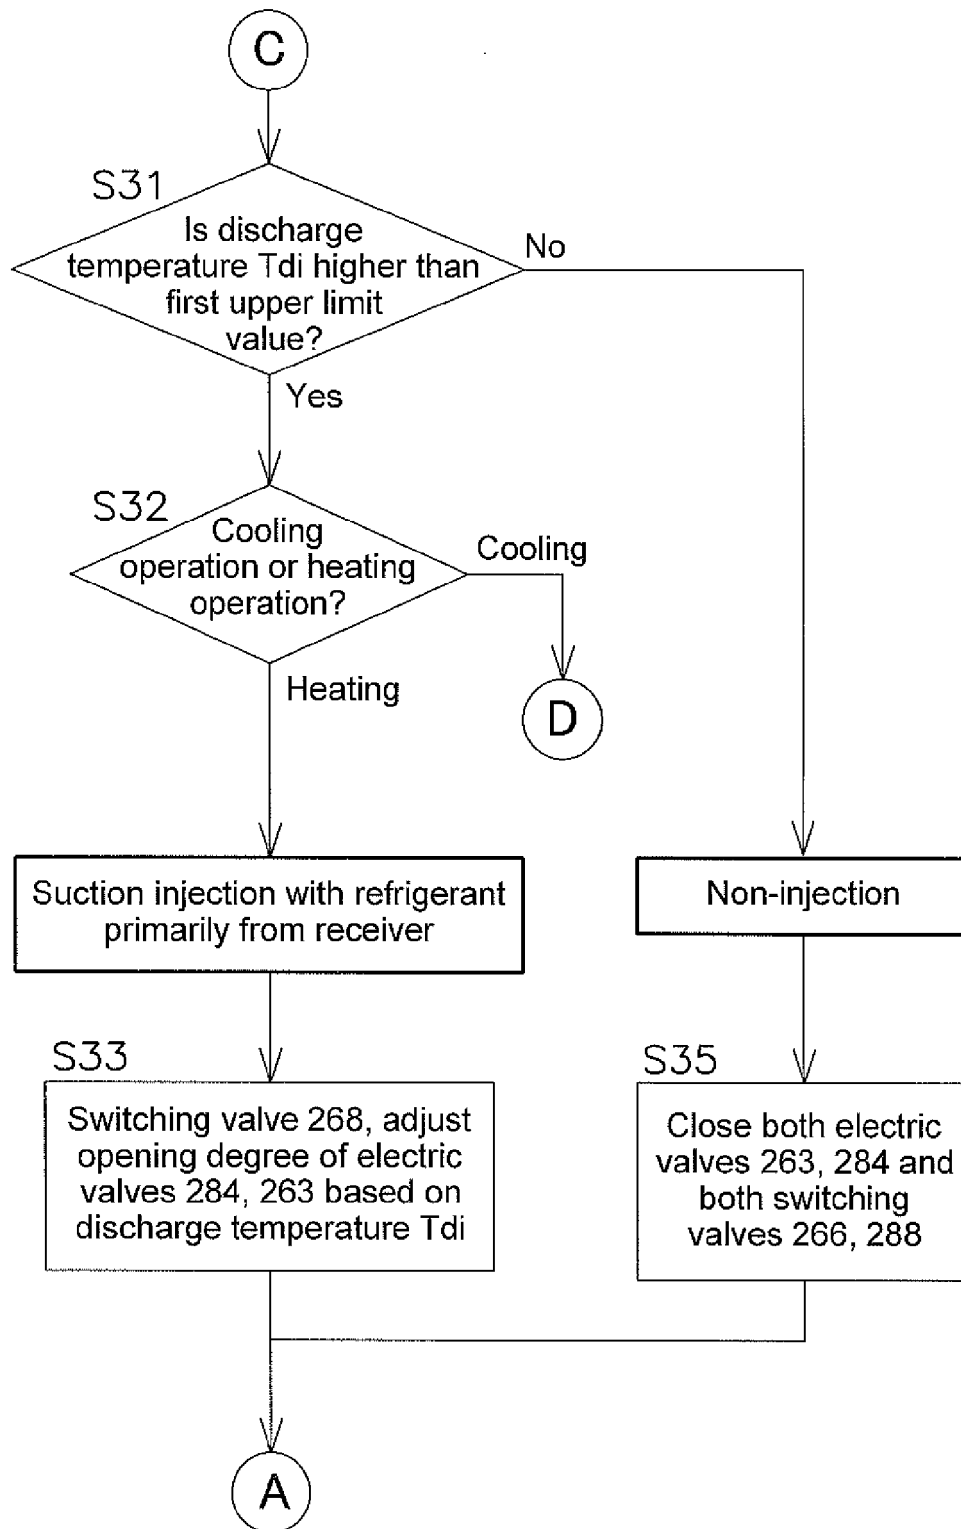 C
S31
Is discharge
temperature Tdi higher than
first upper limit
value?
No
Yes
S32
Cooling
operation or heating
operation?
Cooling
Heating
D
Suction injection with refrigerant
primarily from receiver
Non-injection
S33
Switching valve 268, adjust
opening degree of electric
valves 284, 263 based on
discharge temperature Tdi
S35
Close both electric
valves 263, 284 and
both switching
valves 266, 288
A